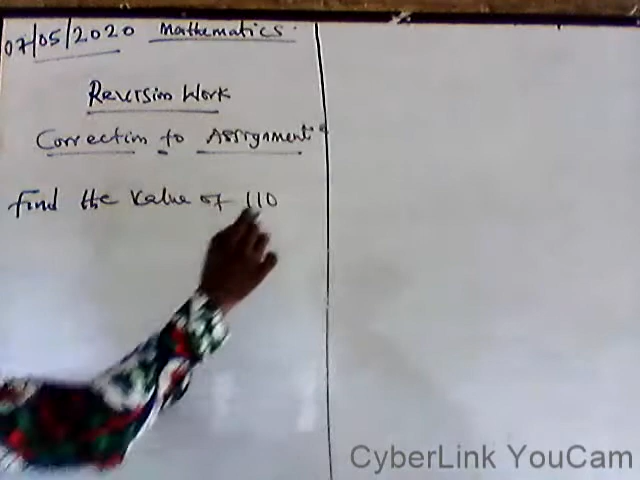 07/05/2020 Mathematics.
Reversion Work
Correction to Assignment
Find the value of 110
CyberLink YouCam